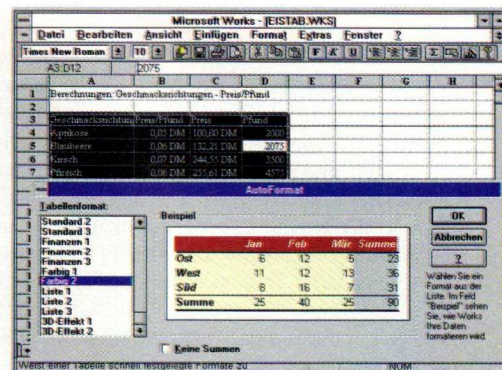 Microsoft Works - [EISTAB.WKS]
Datei Bearbeiten Ansicht Einfügen Format Extras Fenster ?
Times New Roman 10 F K U Σ
A3:D12 2075
A B C D E F G H
1 Berechnungen: Geschmacksrichtungen - Preis/Pfund
2
3 Geschmacksrichtung Preis/Pfund Preis Pfund
4 Aprikose 0,05 DM 100,00 DM 2000
5 Blaubeere 0,06 DM 132,21 DM 2075
6 Kirsch 0,07 DM 244,55 DM 3500
7 Pfirsich 0,06 DM 255,61 DM 4575
AutoFormat
Tabellenformat:
Standard 2
Standard 3
Finanzen 1
Finanzen 2
Finanzen 3
Farbig 1
Farbig 2
Liste 1
Liste 2
Liste 3
3D-Effekt 1
3D-Effekt 2
Beispiel
Jan Feb Mär Summe
Ost 6 12 5 23
West 11 12 13 36
Süd 8 16 7 31
Summe 25 40 25 90
Keine Summen
OK
Abbrechen
?
Wählen Sie ein
Format aus der
Liste. Im Feld
"Beispiel" sehen
Sie, wie Works
Ihre Daten
formatieren wird.
Weist einer Tabelle schnell festgelegte Formate zu NUM